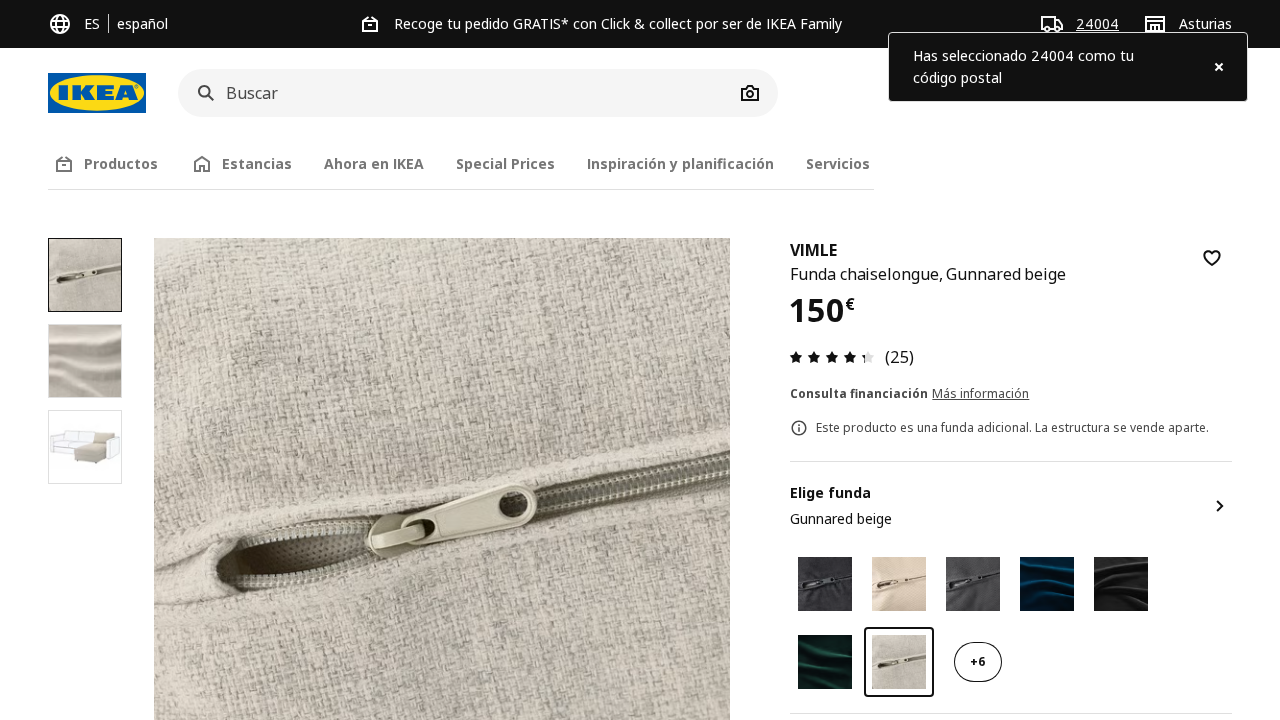 ES español
Recoge tu pedido GRATIS* con Click & collect por ser de IKEA Family
24004
Asturias
Has seleccionado 24004 como tu
código postal
IKEA
Buscar
Productos
Estancias
Ahora en IKEA
Special Prices
Inspiración y planificación
Servicios
VIMLE
Funda chaiselongue, Gunnared beige
150€
(25)
Consulta financiación Más información
Este producto es una funda adicional. La estructura se vende aparte.
Elige funda
Gunnared beige
+6